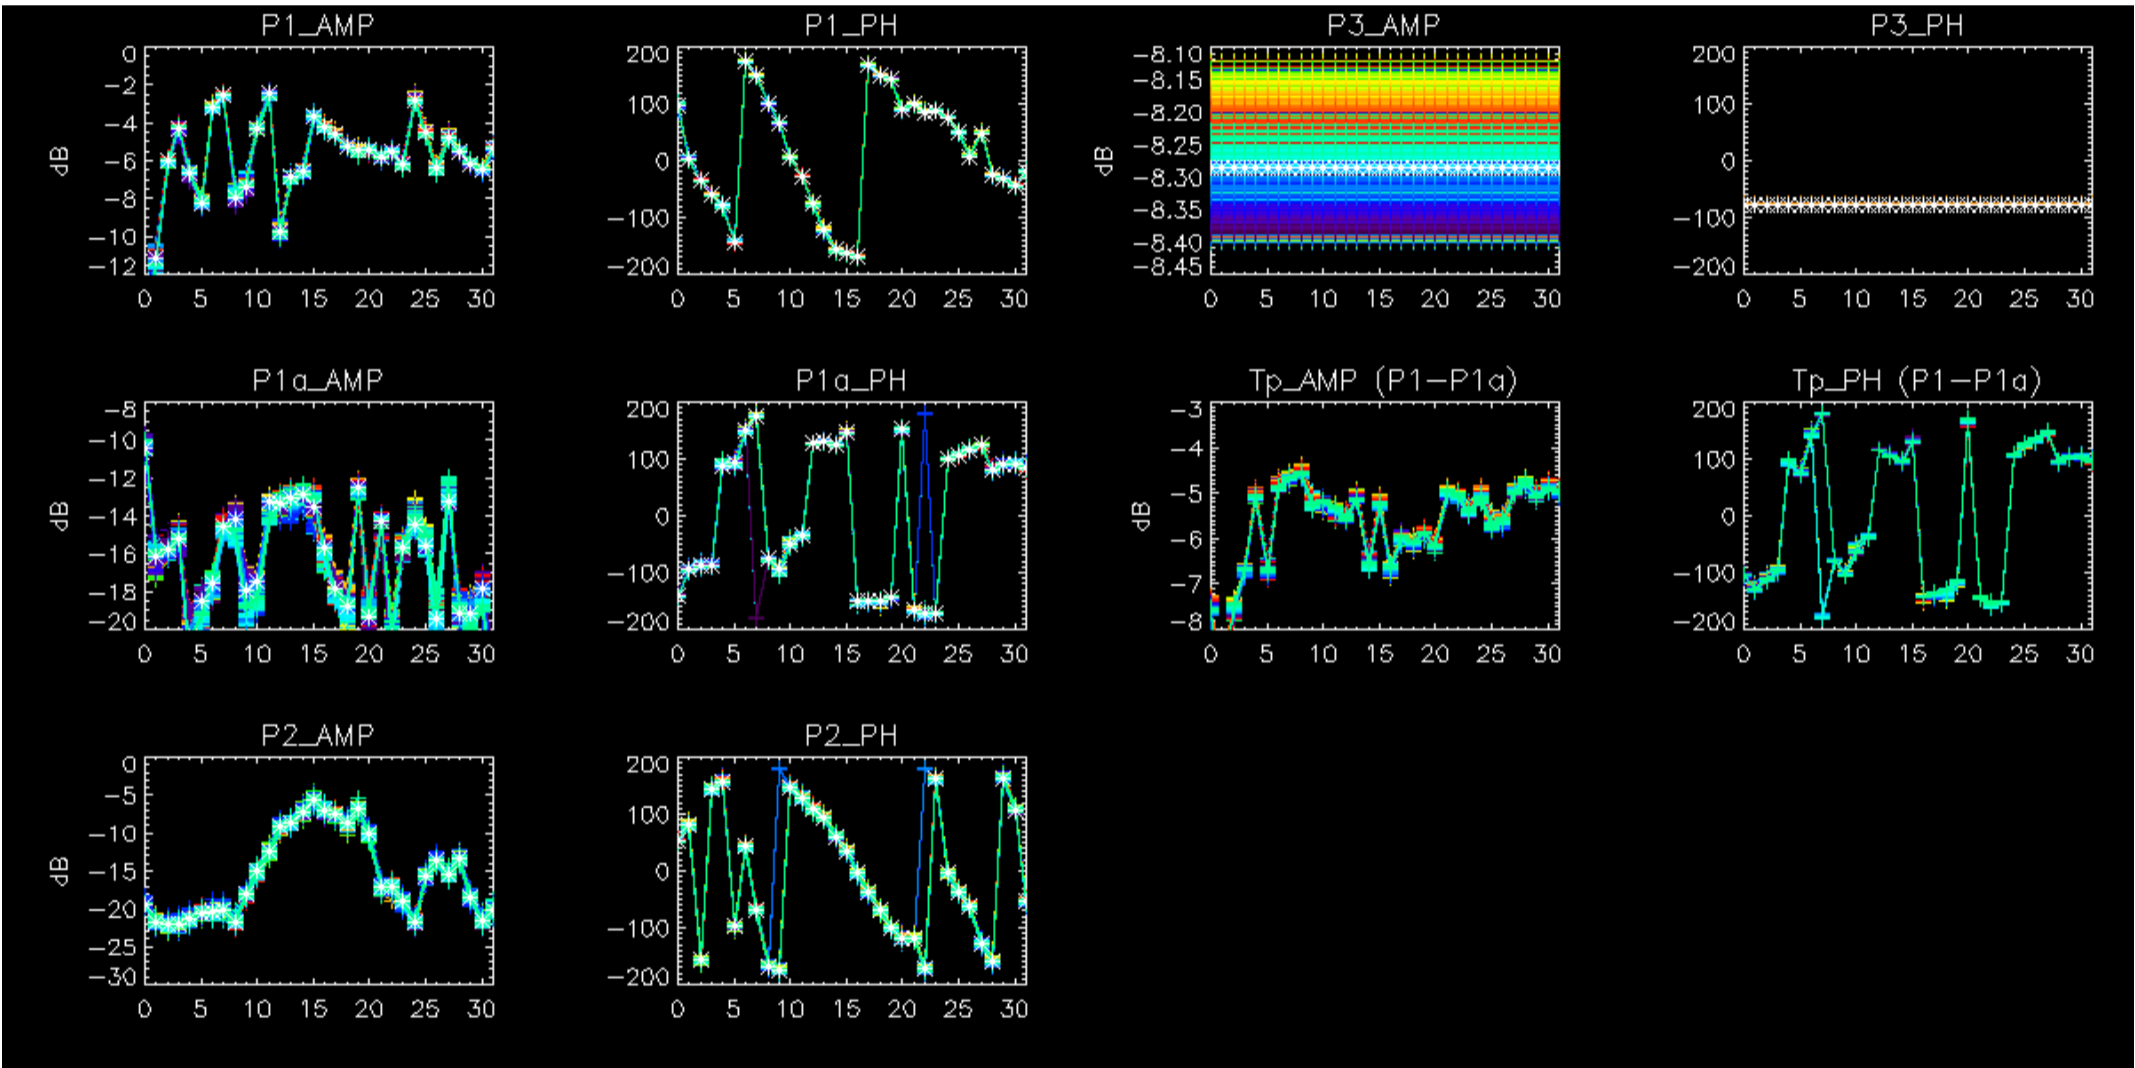 P1_AMP
P1_PH
P3_AMP
P3_PH
0
-2
-4
-6
-8
-10
-12
dB
0 5 10 15 20 25 30
200
100
0
-100
-200
0 5 10 15 20 25 30
-8.10
-8.15
-8.20
-8.25
-8.30
-8.35
-8.40
-8.45
dB
0 5 10 15 20 25 30
200
100
0
-100
-200
0 5 10 15 20 25 30
P1a_AMP
P1a_PH
Tp_AMP (P1-P1a)
Tp_PH (P1-P1a)
-8
-10
-12
-14
-16
-18
-20
dB
0 5 10 15 20 25 30
200
100
0
-100
-200
0 5 10 15 20 25 30
-3
-4
-5
-6
-7
-8
dB
0 5 10 15 20 25 30
200
100
0
-100
-200
0 5 10 15 20 25 30
P2_AMP
P2_PH
0
-5
-10
-15
-20
-25
-30
dB
0 5 10 15 20 25 30
200
100
0
-100
-200
0 5 10 15 20 25 30